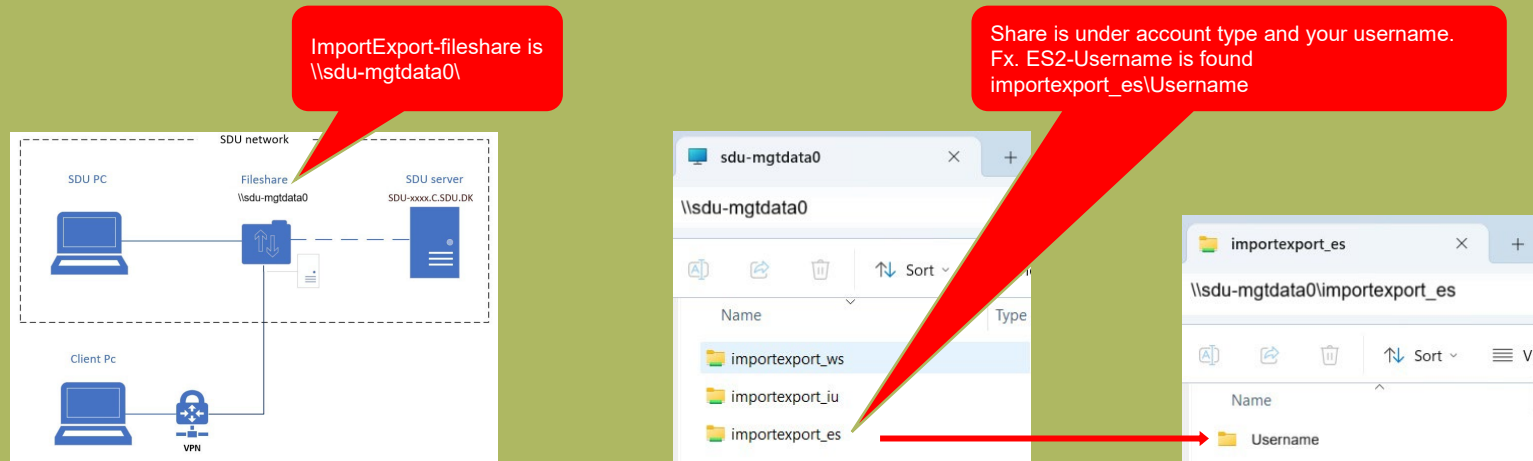 ImportExport-fileshare is
\\sdu-mgtdata0\
Share is under account type and your username.
Fx. ES2-Username is found
importexport_es\Username
SDU network
SDU PC
Fileshare
SDU server
\\sdu-mgtdata0
SDU-xxxx.C.SDU.DK
Client Pc
VPN
sdu-mgtdata0
\\sdu-mgtdata0
Sort
Name
Type
importexport_ws
importexport_iu
importexport_es
importexport_es
\\sdu-mgtdata0\importexport_es
Sort
Name
Username